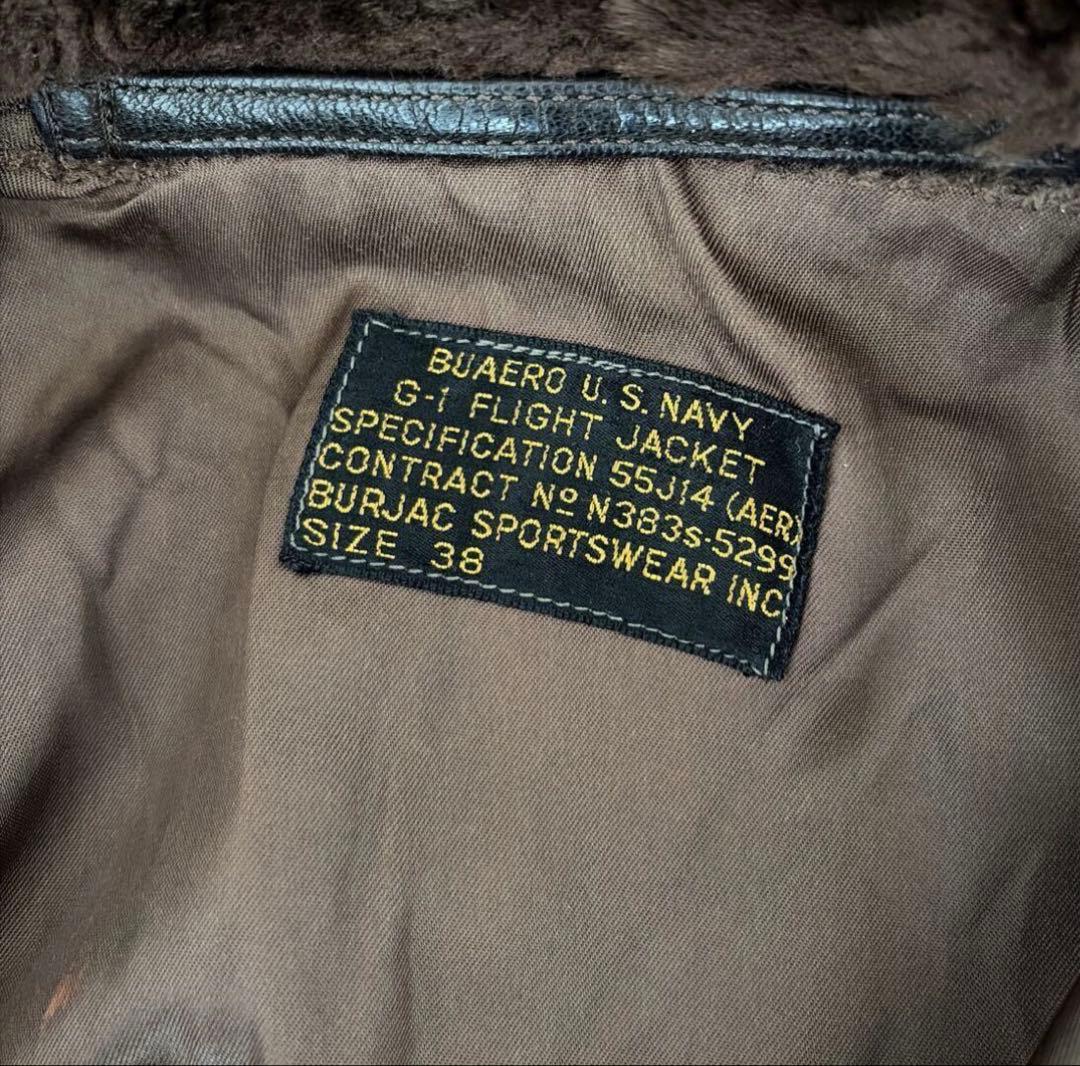 BUAERO U. S. NAVY
G-1 FLIGHT JACKET
SPECIFICATION 55J14 (AER)
CONTRACT Nº N383s-5299
BURJAC SPORTSWEAR INC
SIZE 38